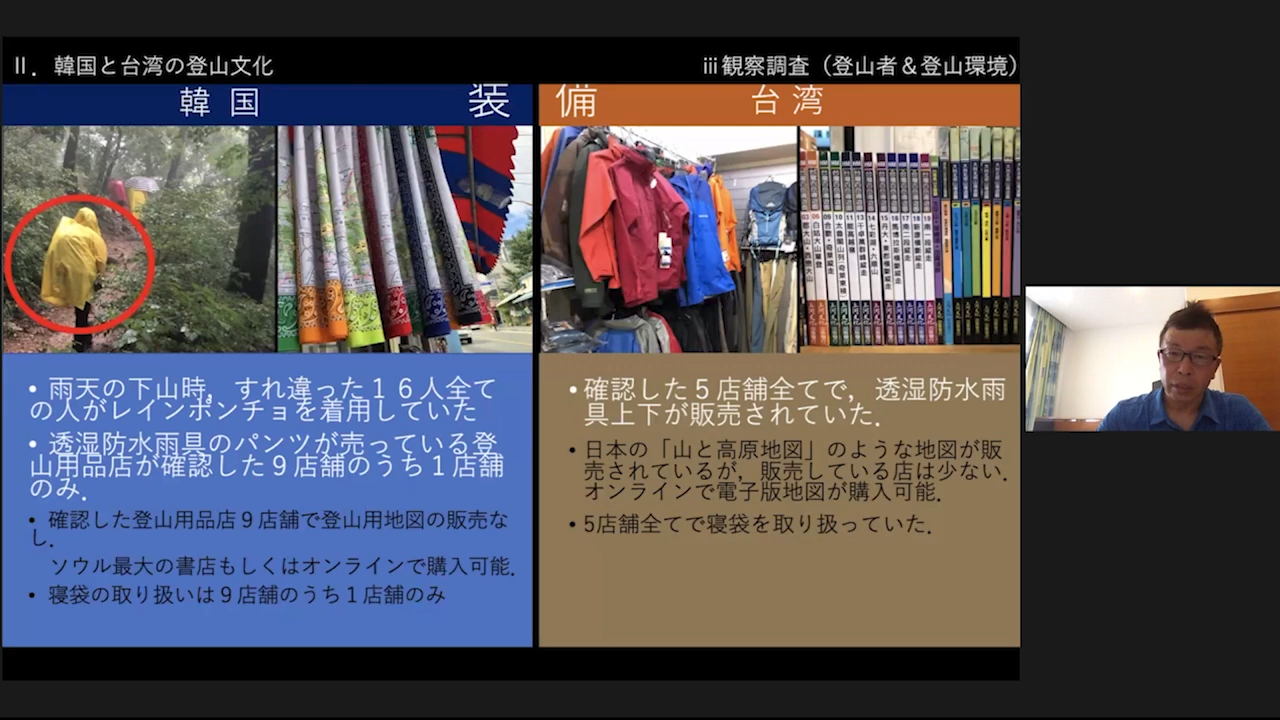 Ⅱ．韓国と台湾の登山文化
ⅲ観察調査（登山者＆登山環境）
韓 国
装 備
台 湾
• 雨天の下山時，すれ違った１６人全て
の人がレインポンチョを着用していた
• 透湿防水雨具のパンツが売っている登
山用品店が確認した９店舗のうち１店舗
のみ．
• 確認した登山用品店９店舗で登山用地図の販売な
し．
ソウル最大の書店もしくはオンラインで購入可能．
• 寝袋の取り扱いは９店舗のうち１店舗のみ
• 確認した５店舗全てで，透湿防水雨
具上下が販売されていた．
• 日本の「山と高原地図」のような地図が販
売されているが，販売している店は少ない．
オンラインで電子版地図が購入可能．
• 5店舗全てで寝袋を取り扱っていた．